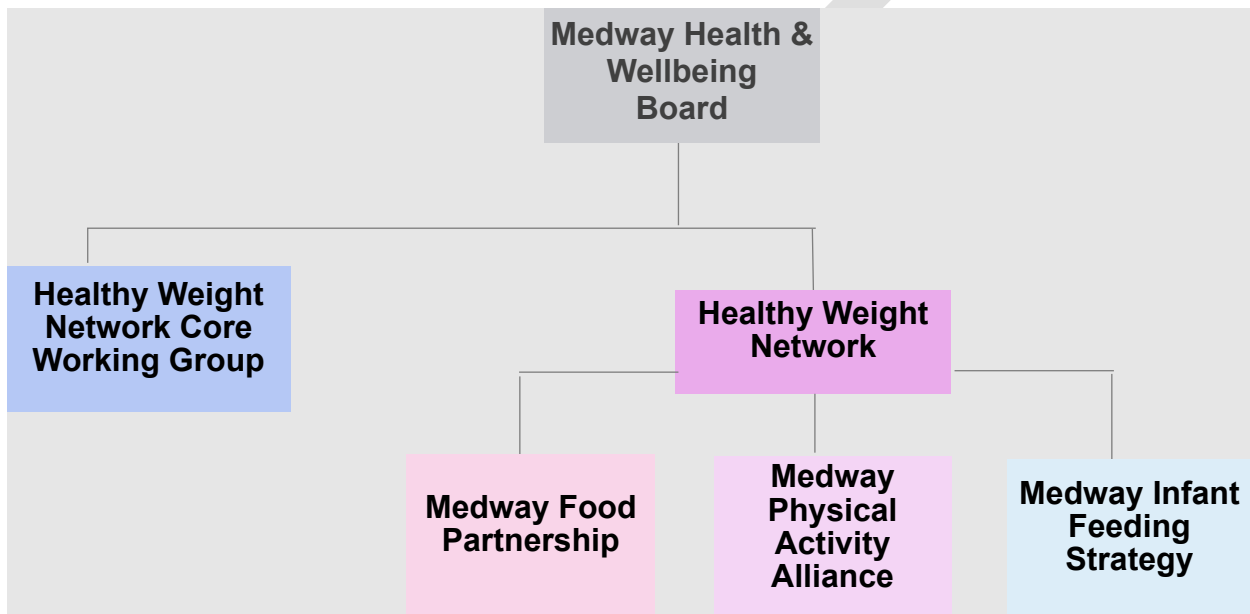 Medway Health &
Wellbeing
Board
Healthy Weight
Network Core
Working Group
Healthy Weight
Network
Medway Food
Partnership
Medway
Physical
Activity
Alliance
Medway Infant
Feeding
Strategy